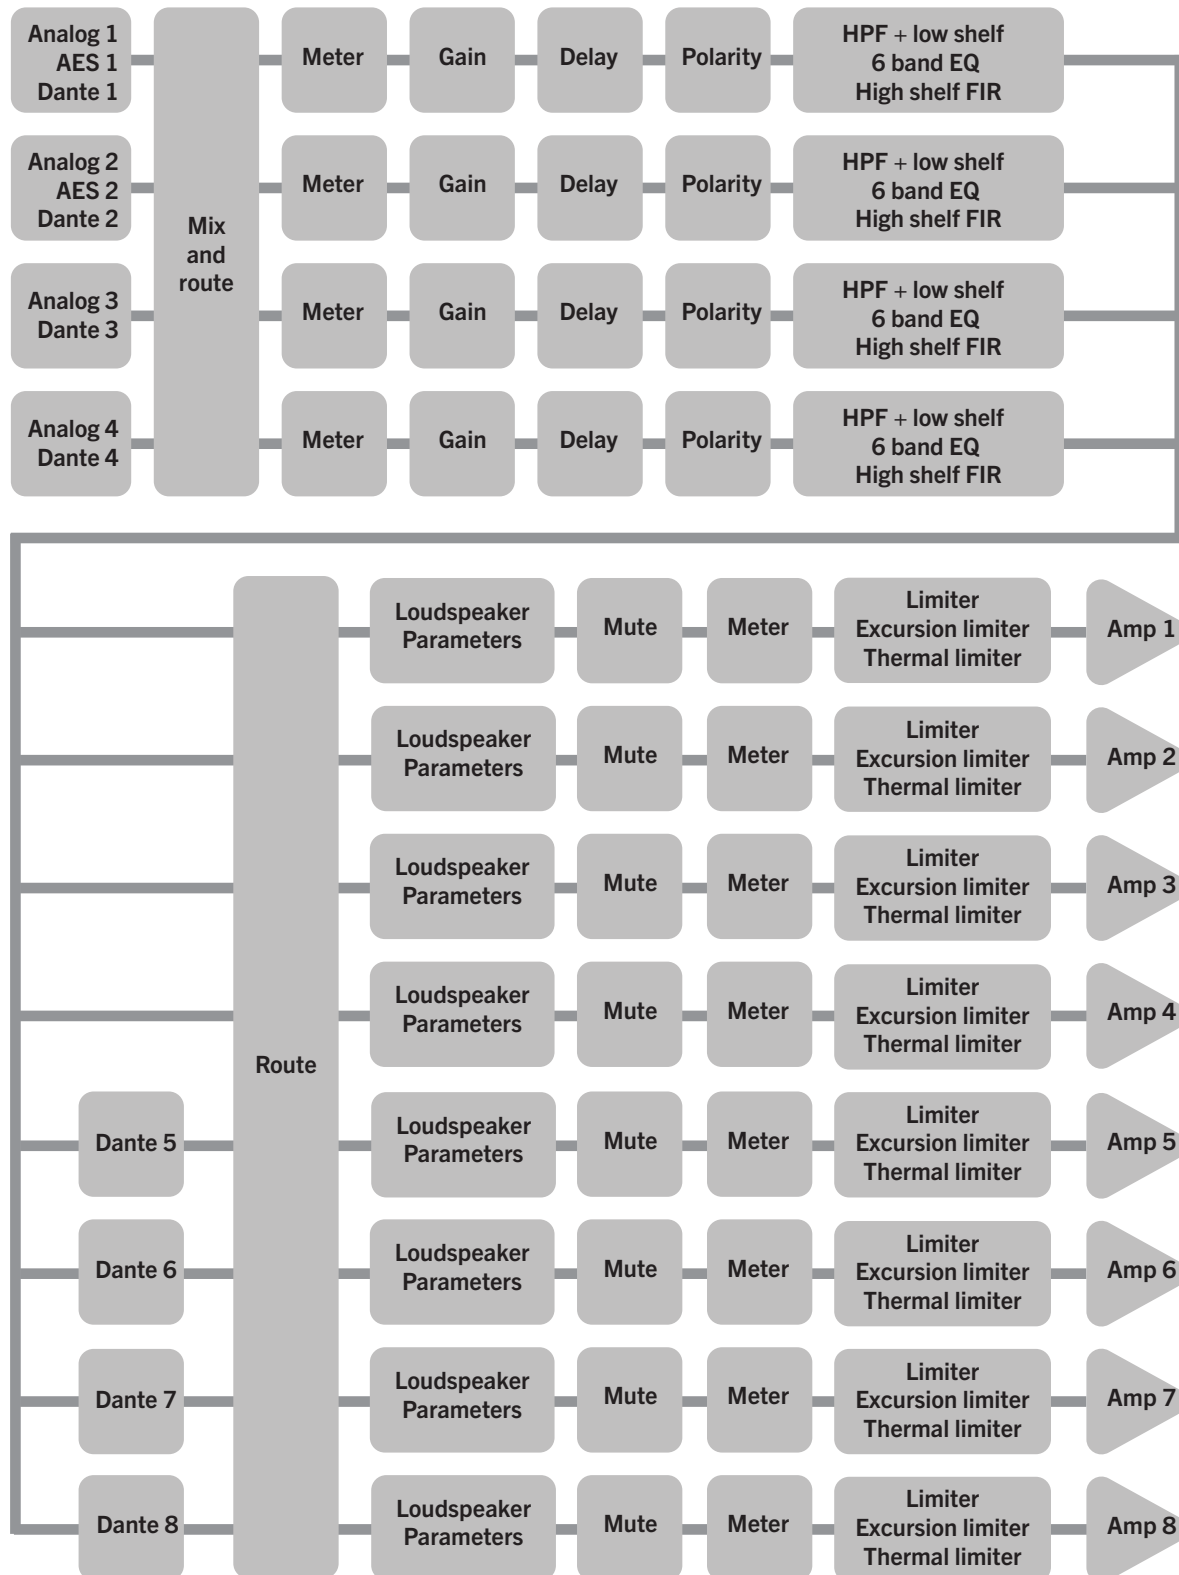 Analog 1
AES 1
Dante 1
Mix
and
route
Meter
Gain
Delay
Polarity
HPF + low shelf
6 band EQ
High shelf FIR
Analog 2
AES 2
Dante 2
Meter
Gain
Delay
Polarity
HPF + low shelf
6 band EQ
High shelf FIR
Analog 3
Dante 3
Meter
Gain
Delay
Polarity
HPF + low shelf
6 band EQ
High shelf FIR
Analog 4
Dante 4
Meter
Gain
Delay
Polarity
HPF + low shelf
6 band EQ
High shelf FIR
Route
Loudspeaker
Parameters
Mute
Meter
Limiter
Excursion limiter
Thermal limiter
Amp 1
Loudspeaker
Parameters
Mute
Meter
Limiter
Excursion limiter
Thermal limiter
Amp 2
Loudspeaker
Parameters
Mute
Meter
Limiter
Excursion limiter
Thermal limiter
Amp 3
Loudspeaker
Parameters
Mute
Meter
Limiter
Excursion limiter
Thermal limiter
Amp 4
Dante 5
Loudspeaker
Parameters
Mute
Meter
Limiter
Excursion limiter
Thermal limiter
Amp 5
Dante 6
Loudspeaker
Parameters
Mute
Meter
Limiter
Excursion limiter
Thermal limiter
Amp 6
Dante 7
Loudspeaker
Parameters
Mute
Meter
Limiter
Excursion limiter
Thermal limiter
Amp 7
Dante 8
Loudspeaker
Parameters
Mute
Meter
Limiter
Excursion limiter
Thermal limiter
Amp 8